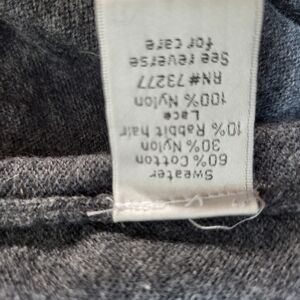 Sweater
60% Cotton
30% Nylon
10% Rabbit hair
Lace
100% Nylon
RN# 73277
See reverse
for care